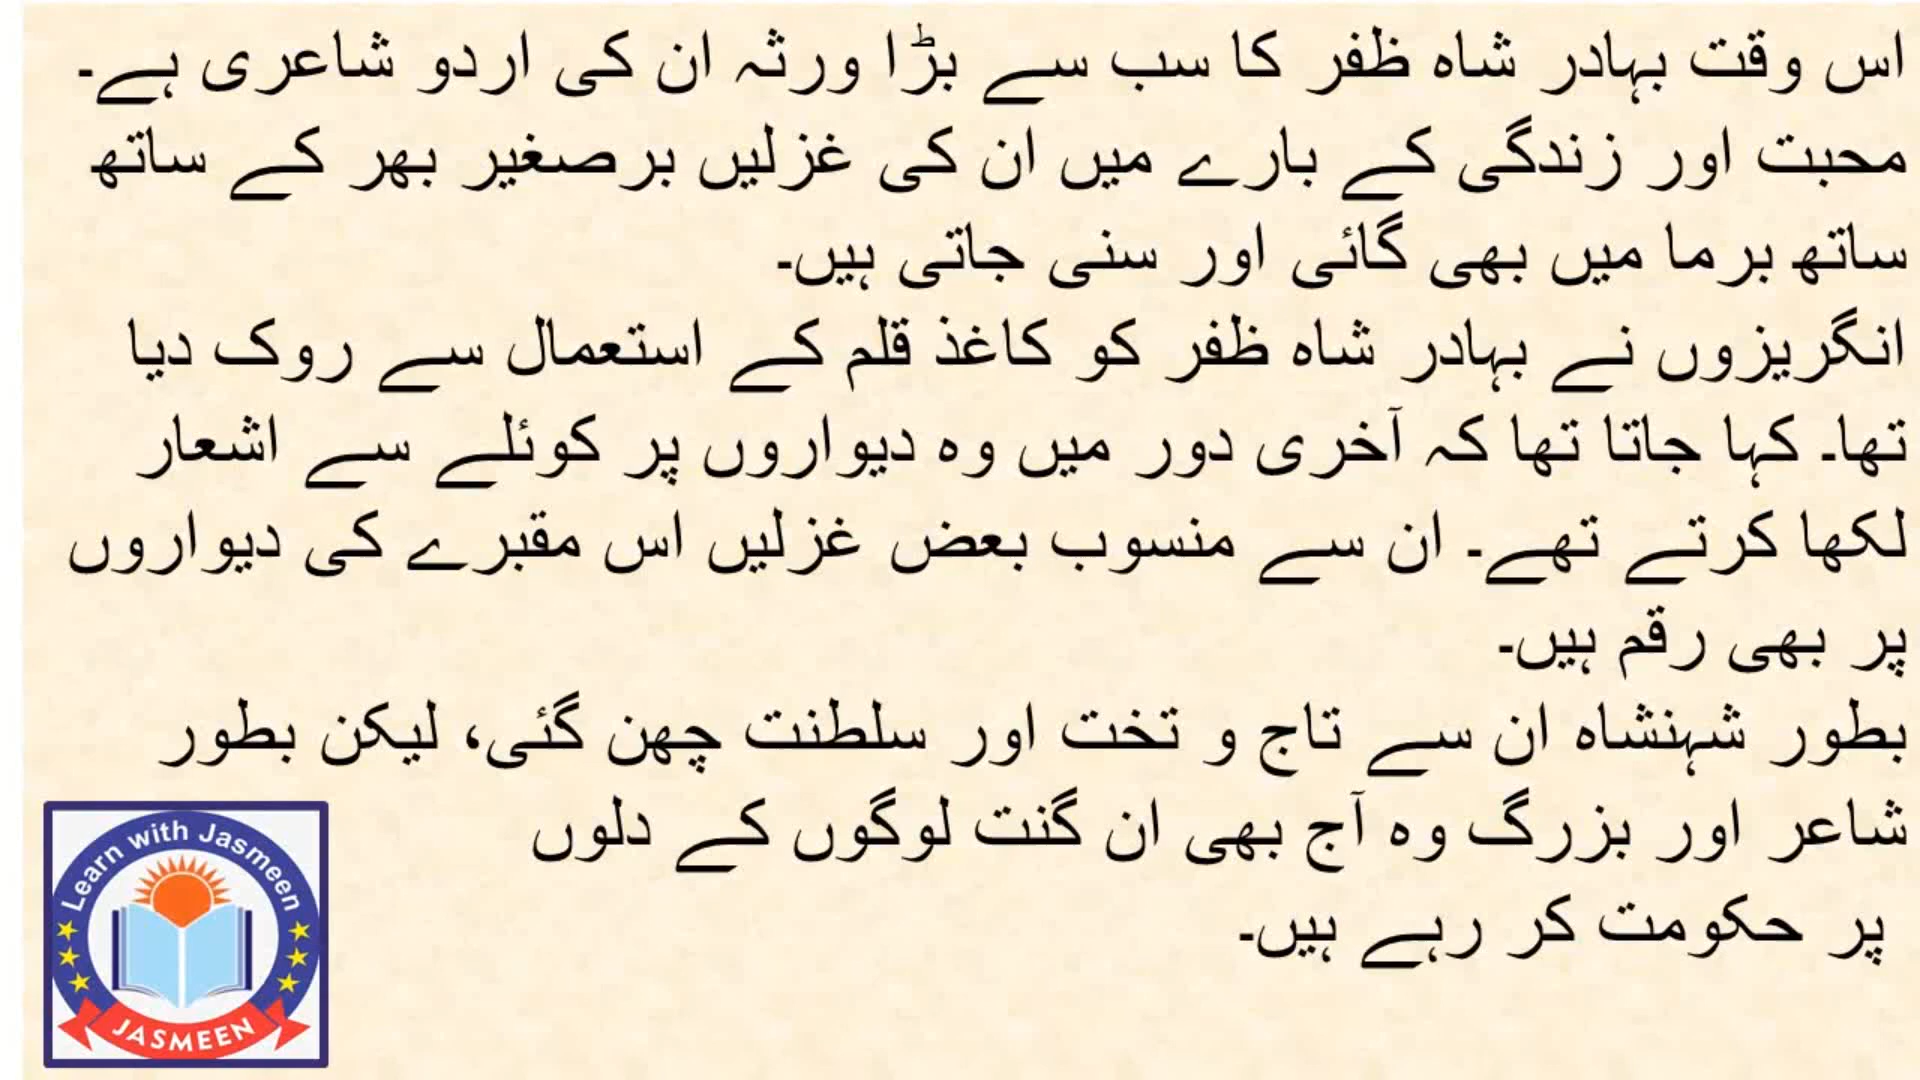 اس وقت بہادر شاہ ظفر کا سب سے بڑا ورثہ ان کی اردو شاعری ہے۔
محبت اور زندگی کے بارے میں ان کی غزلیں برصغیر بھر کے ساتھ
ساتھ برما میں بھی گائی اور سنی جاتی ہیں۔
انگریزوں نے بہادر شاہ ظفر کو کاغذ قلم کے استعمال سے روک دیا
تھا۔ کہا جاتا تھا کہ آخری دور میں وہ دیواروں پر کوئلے سے اشعار
لکھا کرتے تھے۔ ان سے منسوب بعض غزلیں اس مقبرے کی دیواروں
پر بھی رقم ہیں۔
بطور شہنشاہ ان سے تاج و تخت اور سلطنت چھن گئی، لیکن بطور
شاعر اور بزرگ وہ آج بھی ان گنت لوگوں کے دلوں
پر حکومت کر رہے ہیں۔
Learn with Jasmeen
JASMEEN